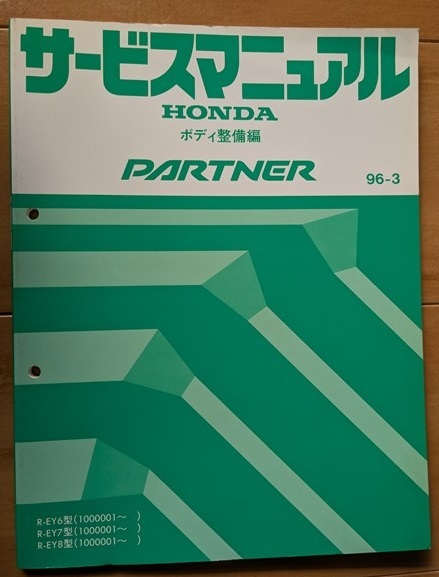 サービスマニュアル
HONDA
ボディ整備編
PARTNER
96-3
R-EY6型(1000001〜　)
R-EY7型(1000001〜　)
R-EY8型(1000001〜　)